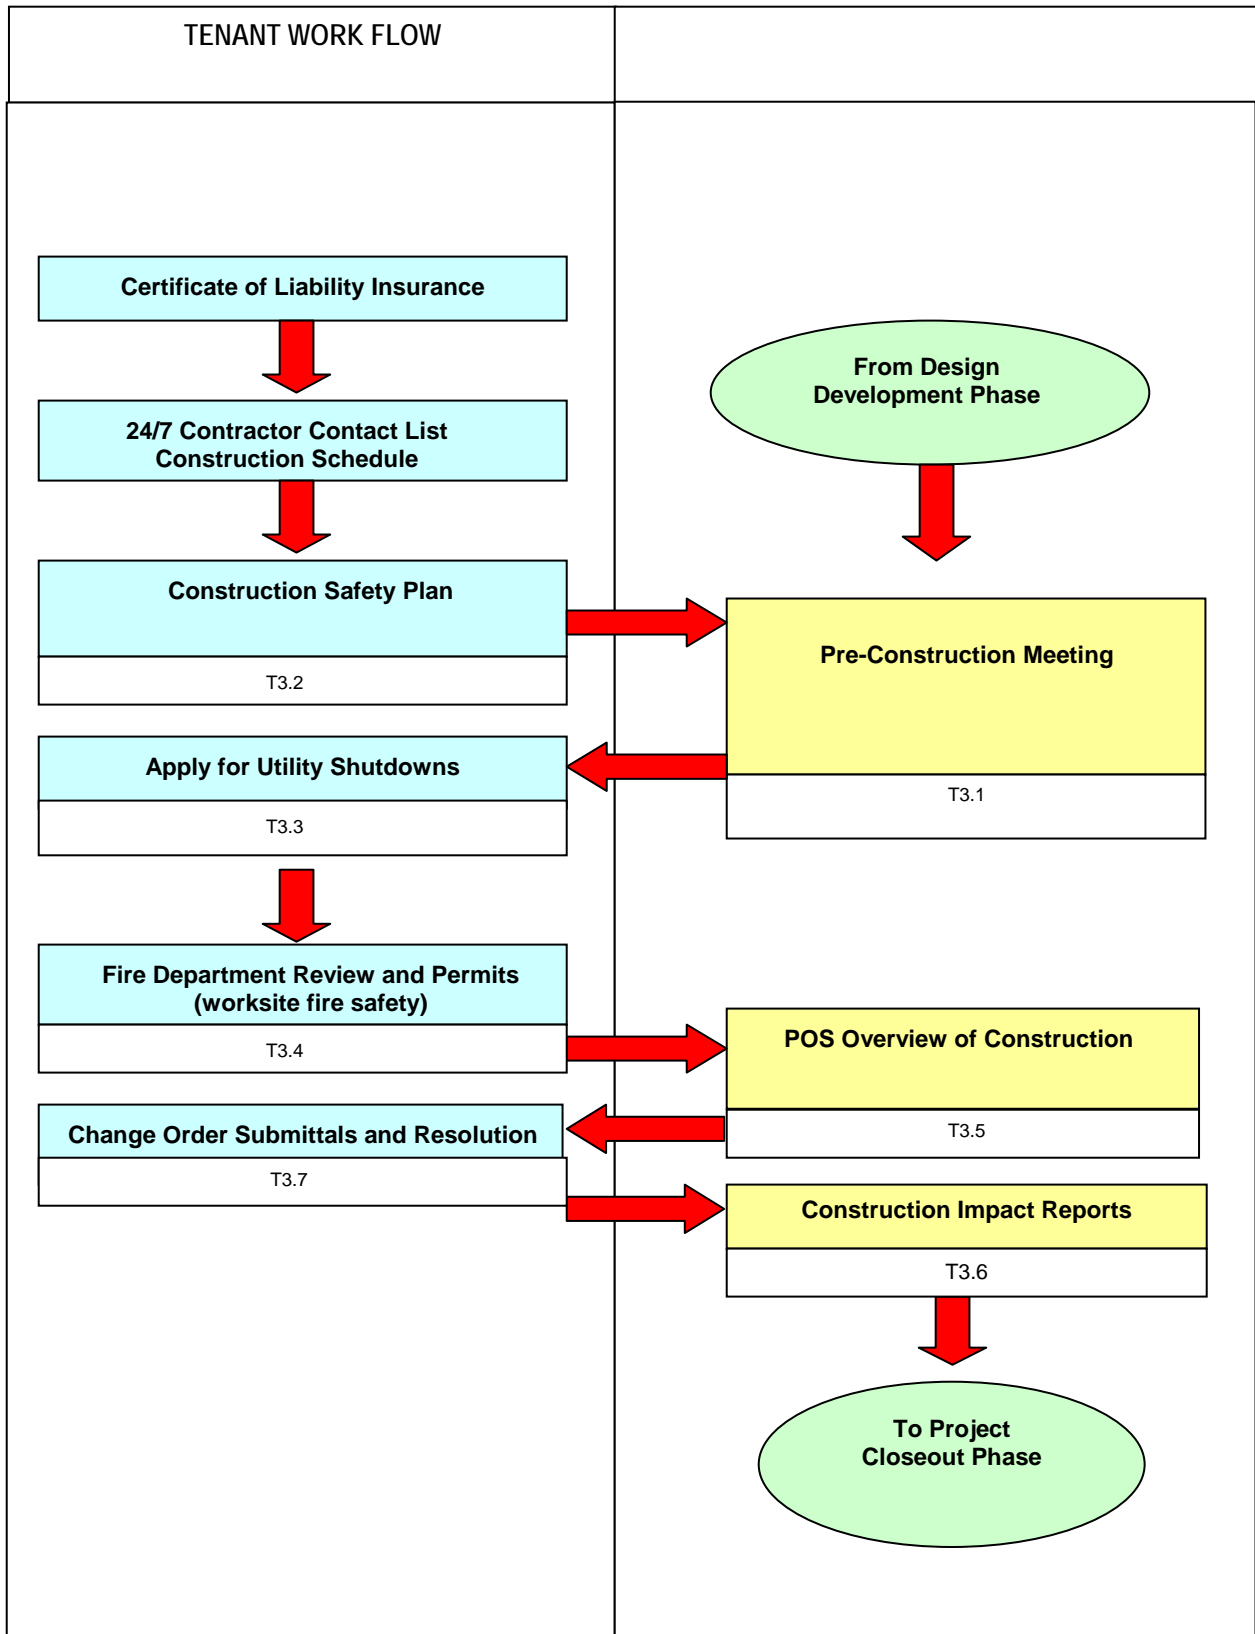 TENANT WORK FLOW
Certificate of Liability Insurance
From Design
Development Phase
24/7 Contractor Contact List
Construction Schedule
Construction Safety Plan
T3.2
Pre-Construction Meeting
T3.1
Apply for Utility Shutdowns
T3.3
Fire Department Review and Permits
(worksite fire safety)
T3.4
POS Overview of Construction
T3.5
Change Order Submittals and Resolution
T3.7
Construction Impact Reports
T3.6
To Project
Closeout Phase